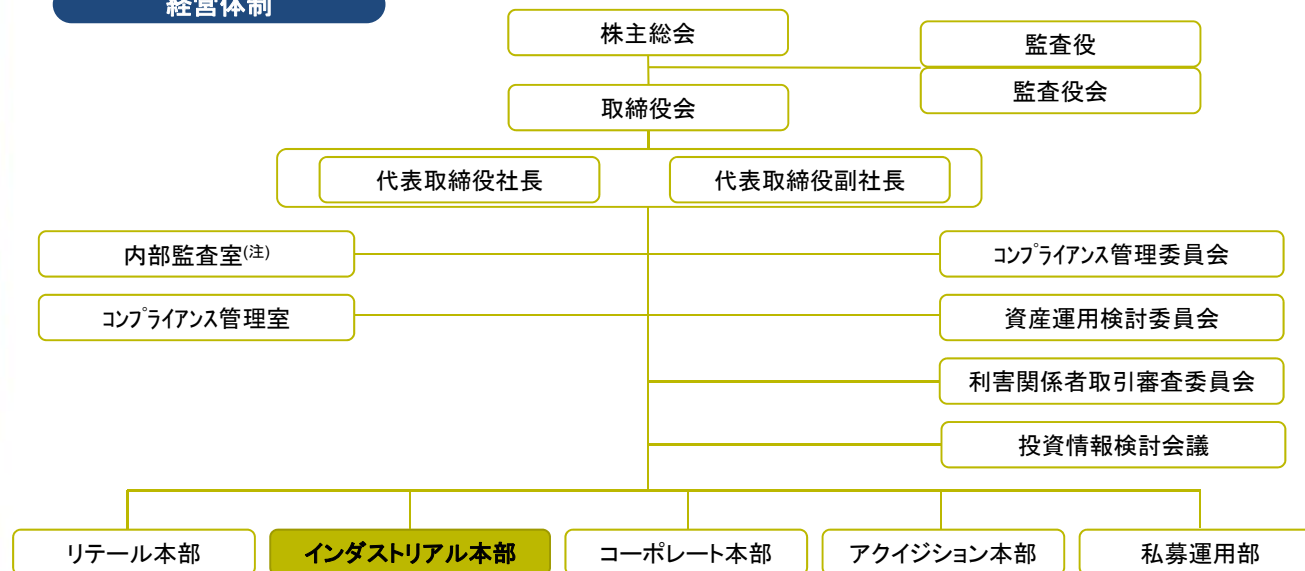 経営体制
株主総会
監査役
監査役会
取締役会
代表取締役社長
代表取締役副社長
内部監査室(注)
コンプライアンス管理委員会
コンプライアンス管理室
資産運用検討委員会
利害関係者取引審査委員会
投資情報検討会議
リテール本部
インダストリアル本部
コーポレート本部
アクイジション本部
私募運用部